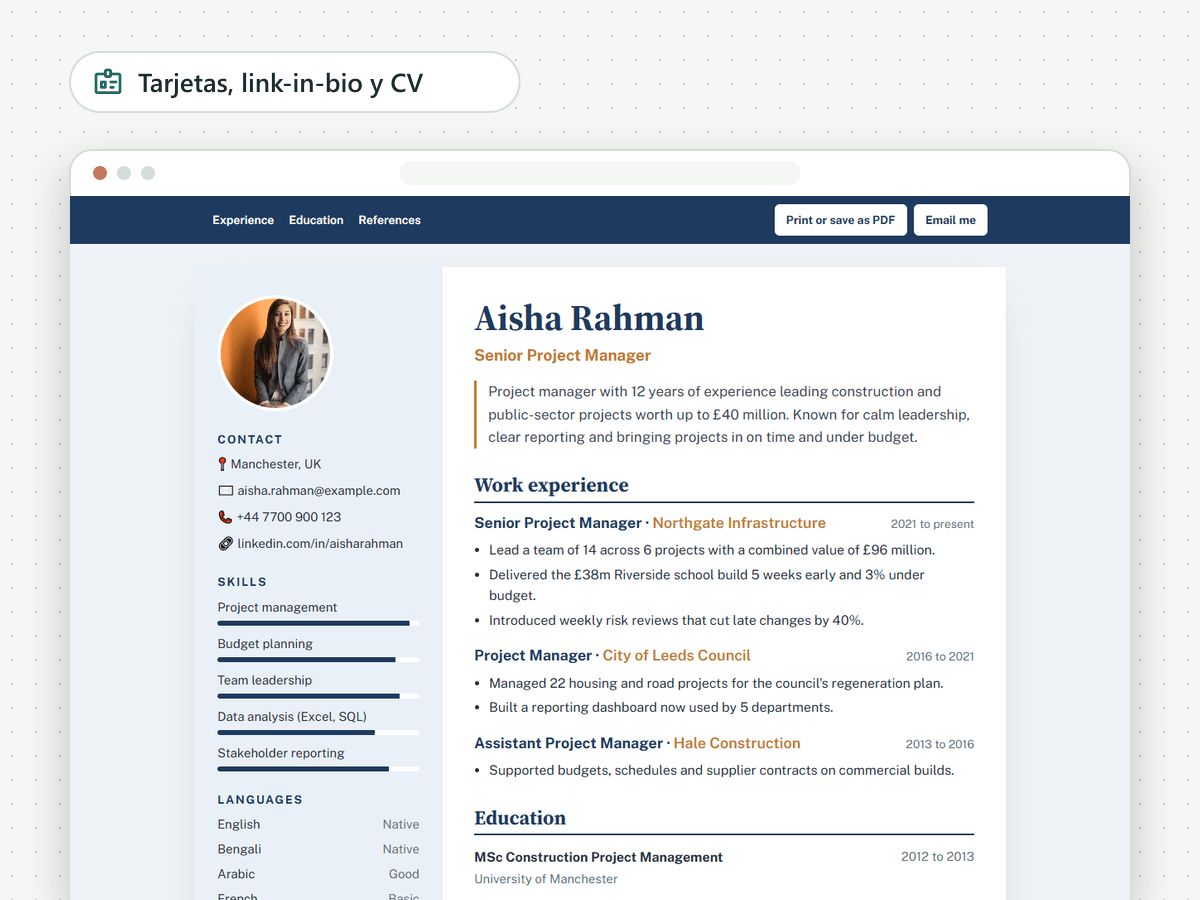 Tarjetas, link-in-bio y CV
Experience Education References
Print or save as PDF
Email me
CONTACT
Manchester, UK
aisha.rahman@example.com
+44 7700 900 123
linkedin.com/in/aisharahman
SKILLS
Project management
Budget planning
Team leadership
Data analysis (Excel, SQL)
Stakeholder reporting
LANGUAGES
English Native
Bengali Native
Arabic Good
French Basic
Aisha Rahman
Senior Project Manager
Project manager with 12 years of experience leading construction and
public-sector projects worth up to £40 million. Known for calm leadership,
clear reporting and bringing projects in on time and under budget.
Work experience
Senior Project Manager · Northgate Infrastructure 2021 to present
• Lead a team of 14 across 6 projects with a combined value of £96 million.
• Delivered the £38m Riverside school build 5 weeks early and 3% under
budget.
• Introduced weekly risk reviews that cut late changes by 40%.
Project Manager · City of Leeds Council 2016 to 2021
• Managed 22 housing and road projects for the council's regeneration plan.
• Built a reporting dashboard now used by 5 departments.
Assistant Project Manager · Hale Construction 2013 to 2016
• Supported budgets, schedules and supplier contracts on commercial builds.
Education
MSc Construction Project Management 2012 to 2013
University of Manchester